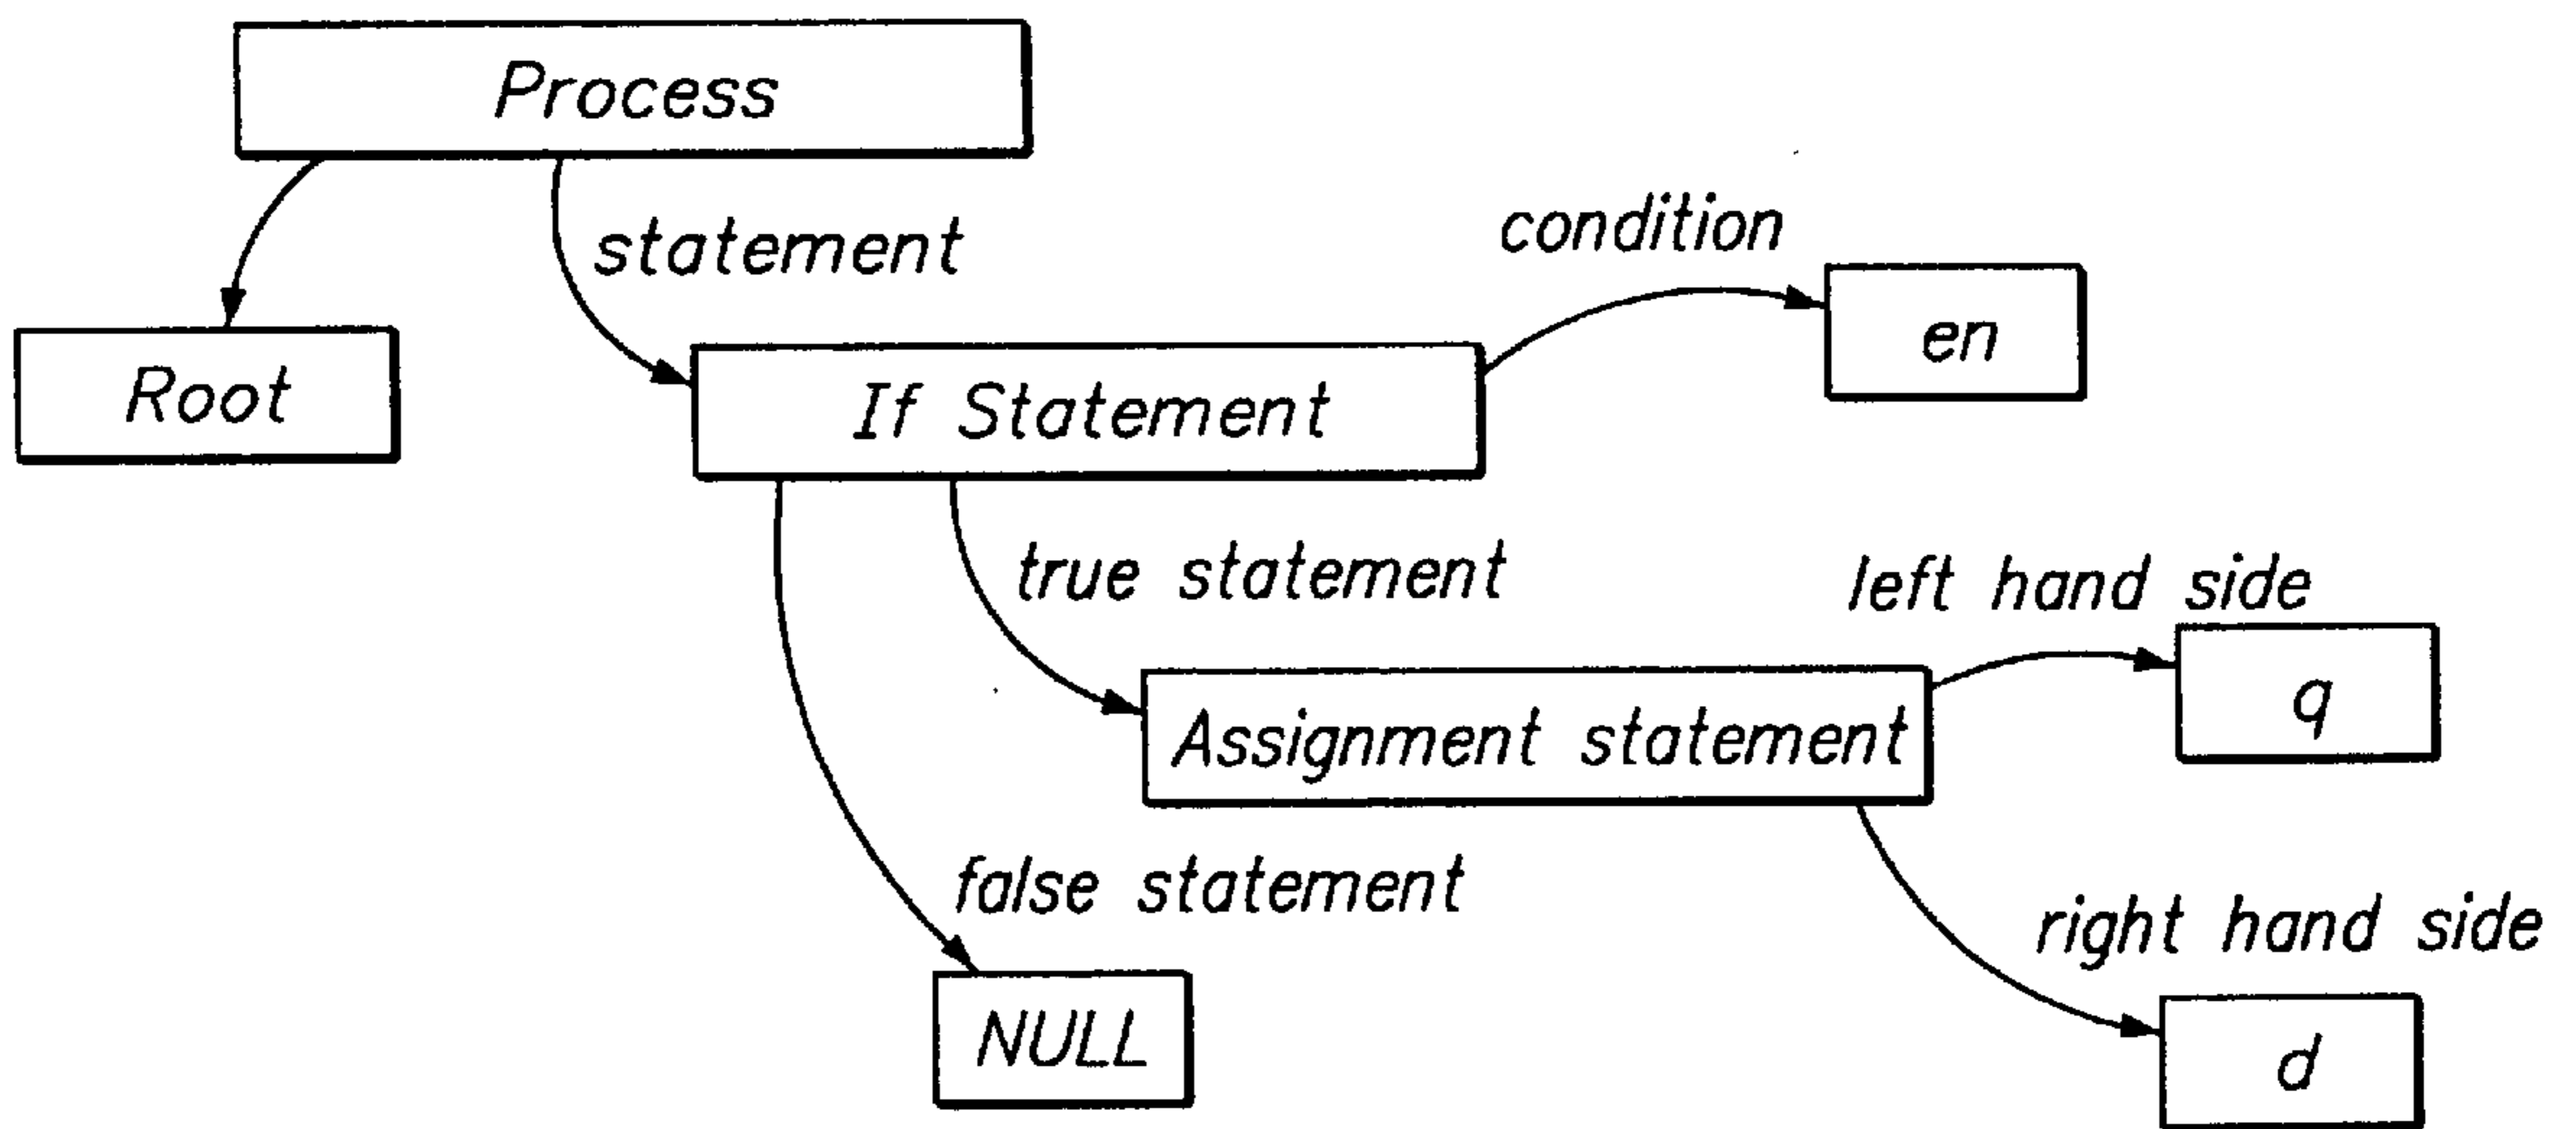 Process
statement
condition
en
Root
If Statement
true statement
left hand side
q
Assignment statement
false statement
right hand side
NULL
d